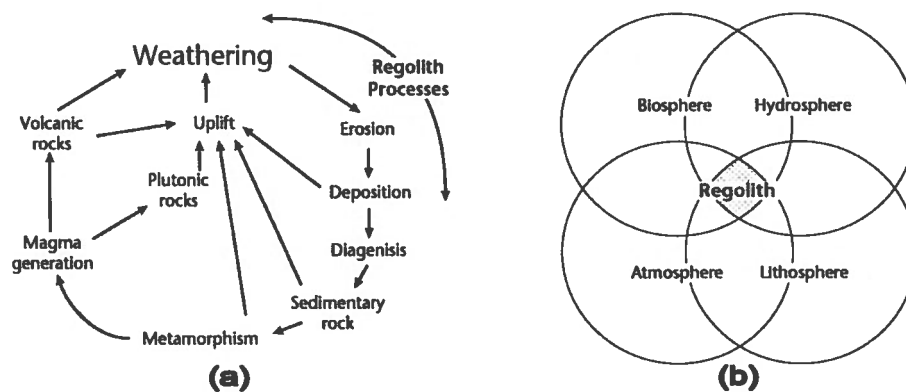 Weathering
Regolith
Processes
Volcanic
rocks
Uplift
Erosion
Plutonic
rocks
Deposition
Magma
generation
Diagenisis
Sedimentary
rock
Metamorphism
(a)
Biosphere
Hydrosphere
Regolith
Atmosphere
Lithosphere
(b)